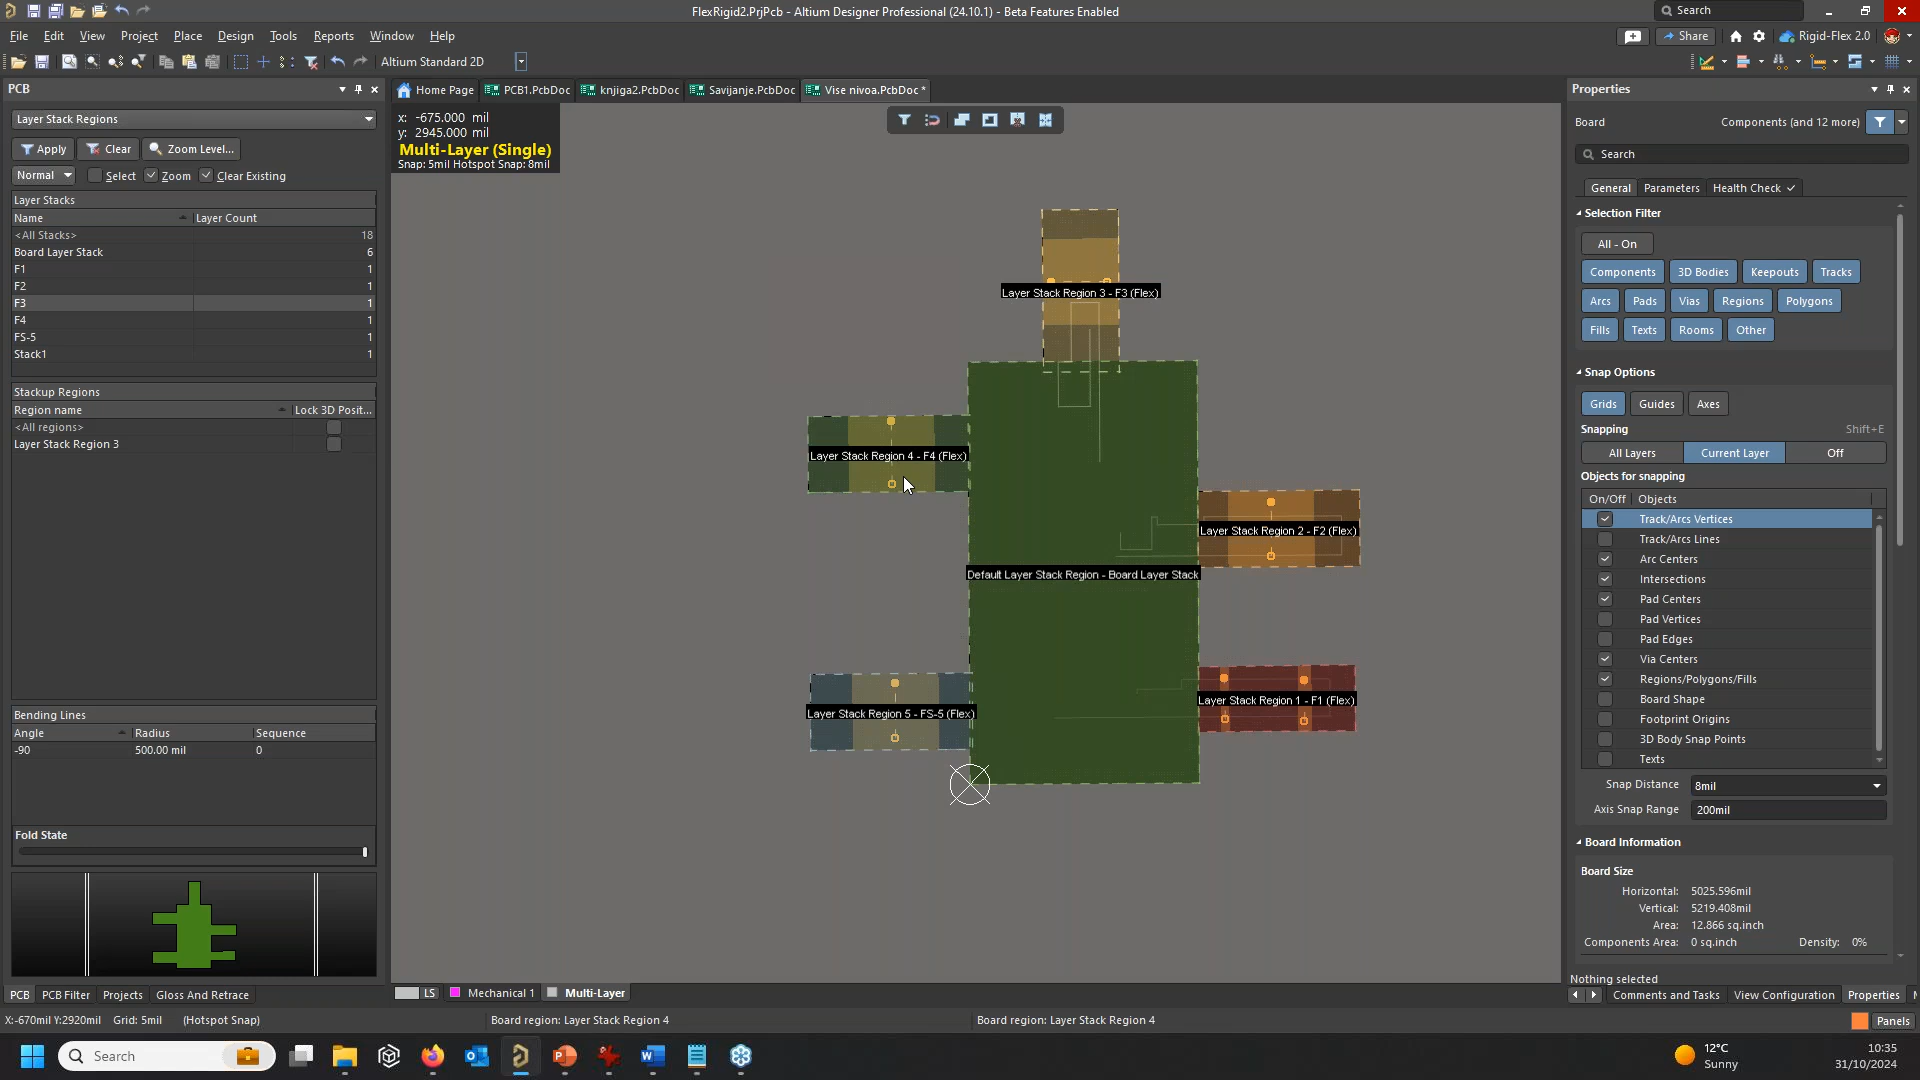 FlexRigid2.PrjPcb - Altium Designer Professional (24.10.1) - Beta Features Enabled
Search
File Edit View Project Place Design Tools Reports Window Help
Share
Rigid-Flex 2.0
Altium Standard 2D
PCB
Home Page PCB1.PcbDoc knjiga2.PcbDoc Savijanje.PcbDoc Vise nivoa.PcbDoc *
Layer Stack Regions
Apply Clear Zoom Level...
Normal Select Zoom Clear Existing
Layer Stacks
Name Layer Count
<All Stacks> 18
Board Layer Stack 6
F1 1
F2 1
F3 1
F4 1
FS-5 1
Stack1 1
Stackup Regions
Region name Lock 3D Posit...
<All regions>
Layer Stack Region 3
Bending Lines
Angle Radius Sequence
-90 500.00 mil 0
Fold State
PCB PCB Filter Projects Gloss And Retrace
x: -675.000 mil
y: 2945.000 mil
Multi-Layer (Single)
Snap: 5mil Hotspot Snap: 8mil
Layer Stack Region 3 - F3 (Flex)
Layer Stack Region 4 - F4 (Flex)
Layer Stack Region 2 - F2 (Flex)
Default Layer Stack Region - Board Layer Stack
Layer Stack Region 1 - F1 (Flex)
Layer Stack Region 5 - FS-5 (Flex)
LS Mechanical 1 Multi-Layer
Properties
Board Components (and 12 more)
Search
General Parameters Health Check
Selection Filter
All - On
Components 3D Bodies Keepouts Tracks
Arcs Pads Vias Regions Polygons
Fills Texts Rooms Other
Snap Options
Grids Guides Axes
Snapping Shift+E
All Layers Current Layer Off
Objects for snapping
On/Off Objects
Track/Arcs Vertices
Track/Arcs Lines
Arc Centers
Intersections
Pad Centers
Pad Vertices
Pad Edges
Via Centers
Regions/Polygons/Fills
Board Shape
Footprint Origins
3D Body Snap Points
Texts
Snap Distance 8mil
Axis Snap Range 200mil
Board Information
Board Size
Horizontal: 5025.596mil
Vertical: 5219.408mil
Area: 12.866 sq.inch
Components Area: 0 sq.inch Density: 0%
Nothing selected
Comments and Tasks View Configuration Properties
X:-670mil Y:2920mil Grid: 5mil (Hotspot Snap) Board region: Layer Stack Region 4 Board region: Layer Stack Region 4 Panels
Search
12°C
Sunny
10:35
31/10/2024